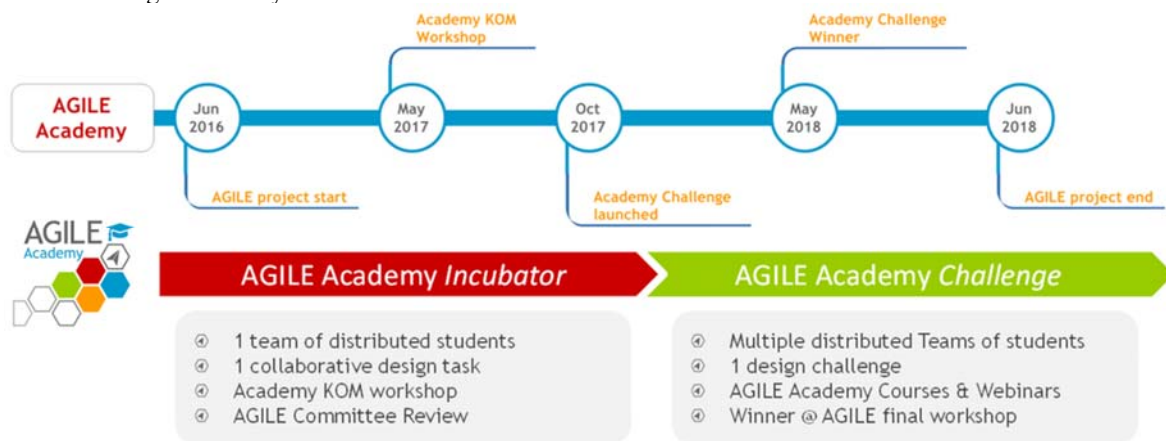 Academy KOM
Workshop
Academy Challenge
Winner
AGILE
Academy
Jun
2016
May
2017
Oct
2017
May
2018
Jun
2018
AGILE project start
Academy Challenge
launched
AGILE project end
AGILE
Academy
AGILE Academy Incubator
AGILE Academy Challenge
1 team of distributed students
1 collaborative design task
Academy KOM workshop
AGILE Committee Review
Multiple distributed Teams of students
1 design challenge
AGILE Academy Courses & Webinars
Winner @ AGILE final workshop